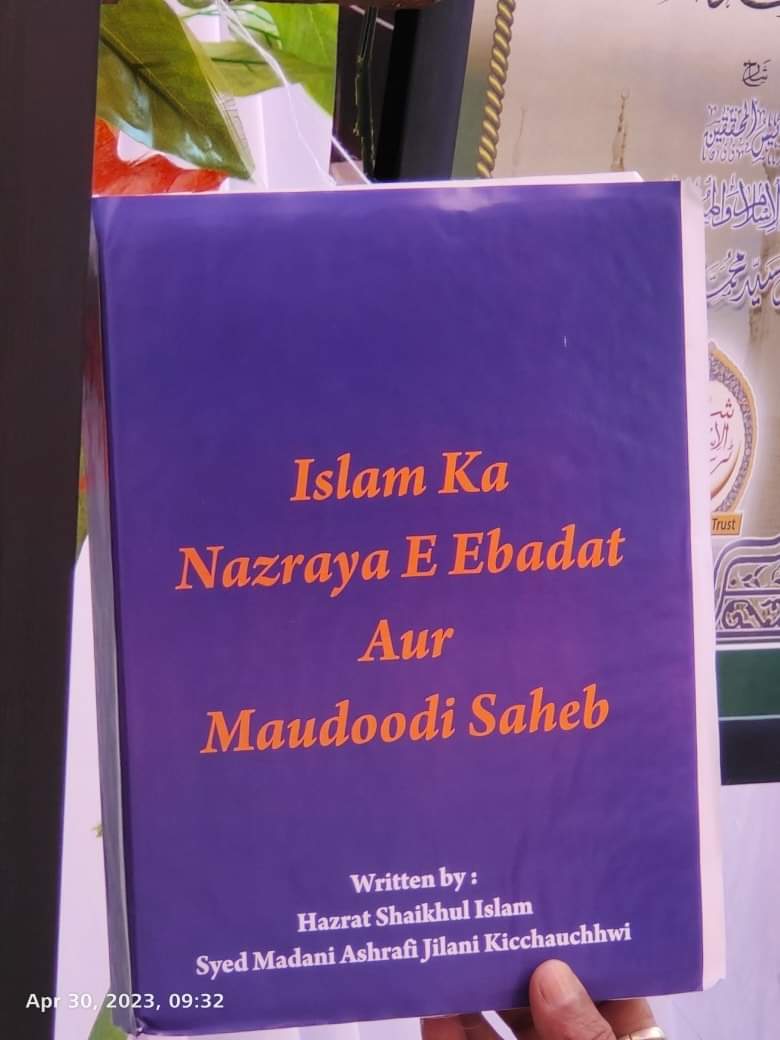 Islam Ka
Nazraya E Ebadat
Aur
Maudoodi Saheb
Written by :
Hazrat Shaikhul Islam
Syed Madani Ashrafi Jilani Kicchauchhwi
Trust
Apr 30, 2023, 09:32